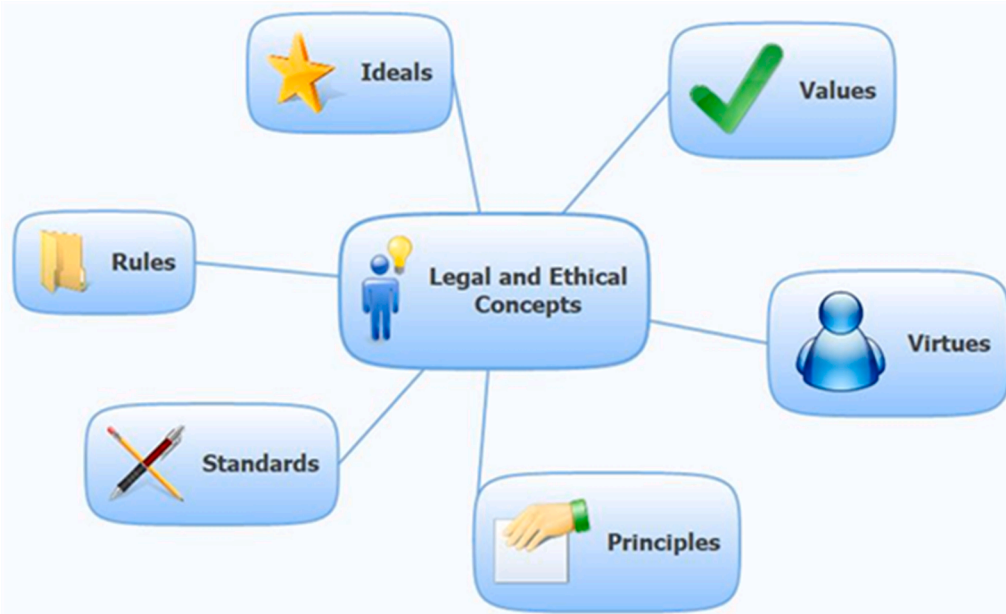 Ideals
Values
Rules
Legal and Ethical
Concepts
Virtues
Standards
Principles